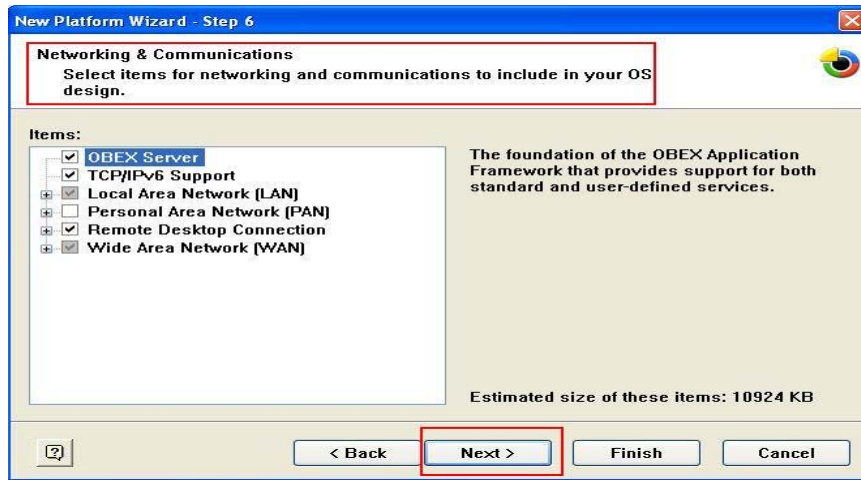 New Platform Wizard - Step 6
Networking & Communications
Select items for networking and communications to include in your OS
design.
Items:
OBEX Server
TCP/IPv6 Support
Local Area Network (LAN)
Personal Area Network (PAN)
Remote Desktop Connection
Wide Area Network (WAN)
The foundation of the OBEX Application
Framework that provides support for both
standard and user-defined services.
Estimated size of these items: 10924 KB
< Back
Next >
Finish
Cancel